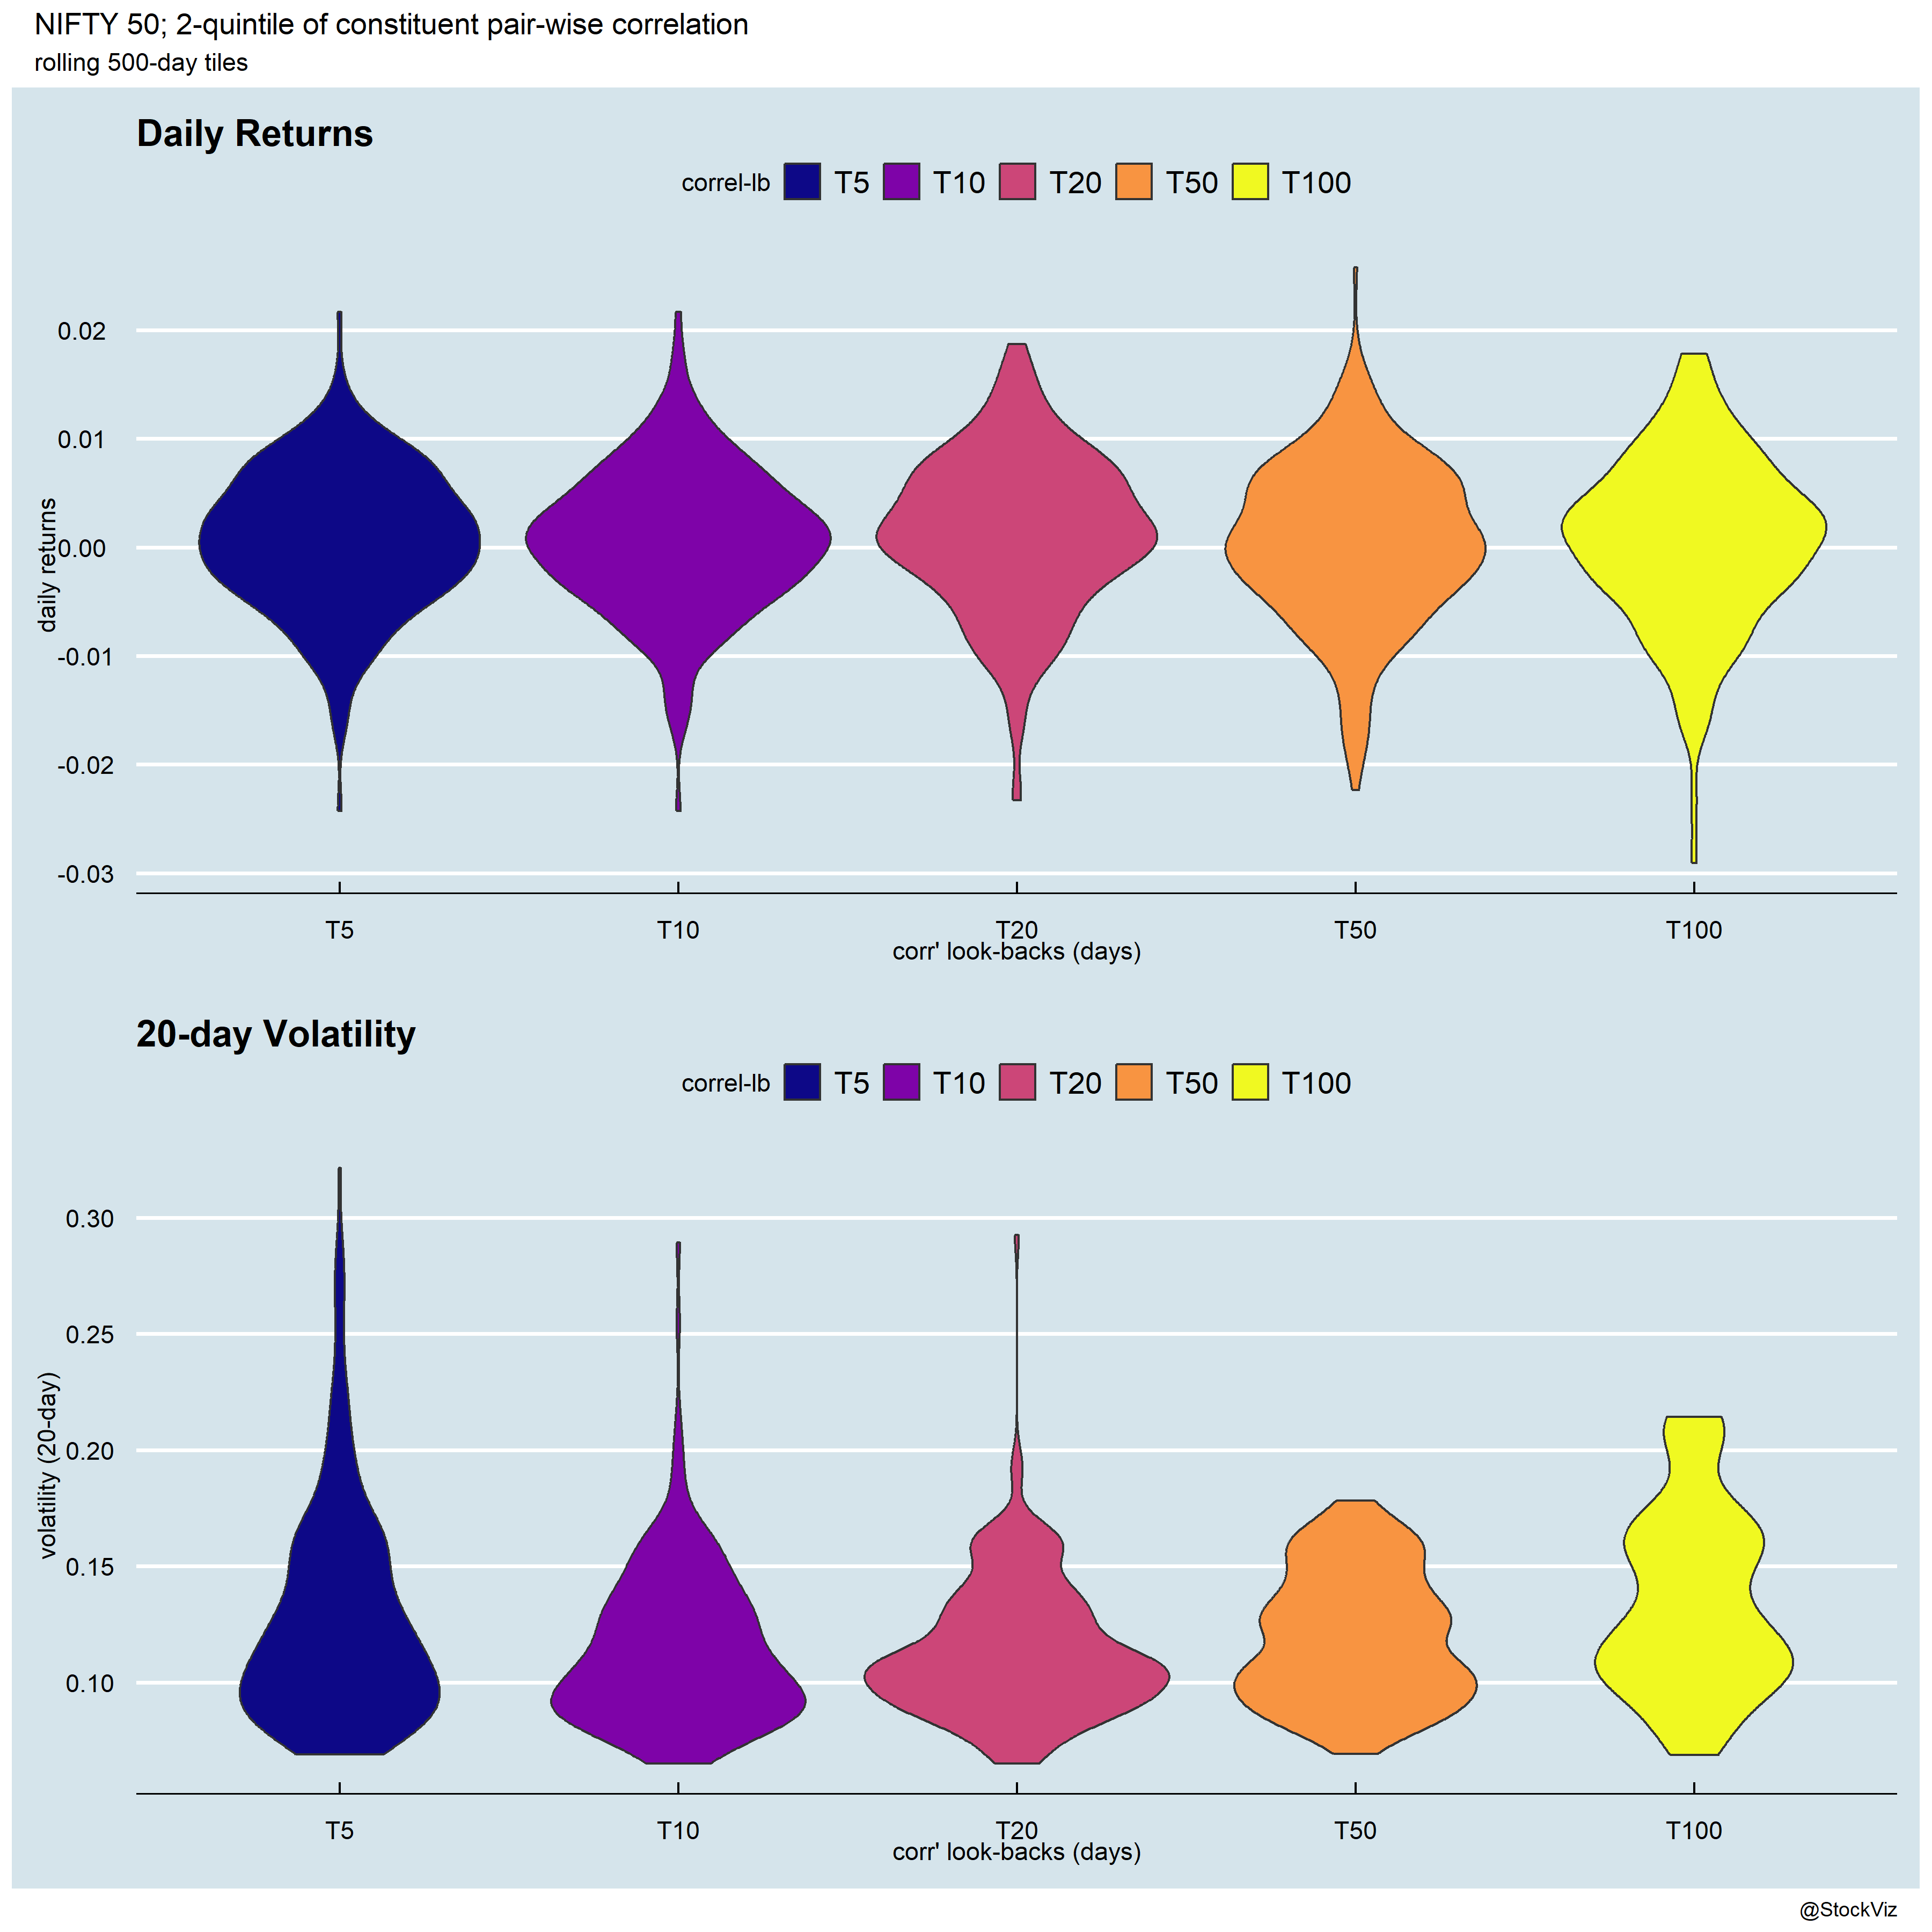 NIFTY 50; 2-quintile of constituent pair-wise correlation
rolling 500-day tiles
Daily Returns
correl-lb T5 T10 T20 T50 T100
daily returns
0.02
0.01
0.00
-0.01
-0.02
-0.03
T5 T10 T20 T50 T100
corr' look-backs (days)
20-day Volatility
correl-lb T5 T10 T20 T50 T100
volatility (20-day)
0.30
0.25
0.20
0.15
0.10
T5 T10 T20 T50 T100
corr' look-backs (days)
@StockViz